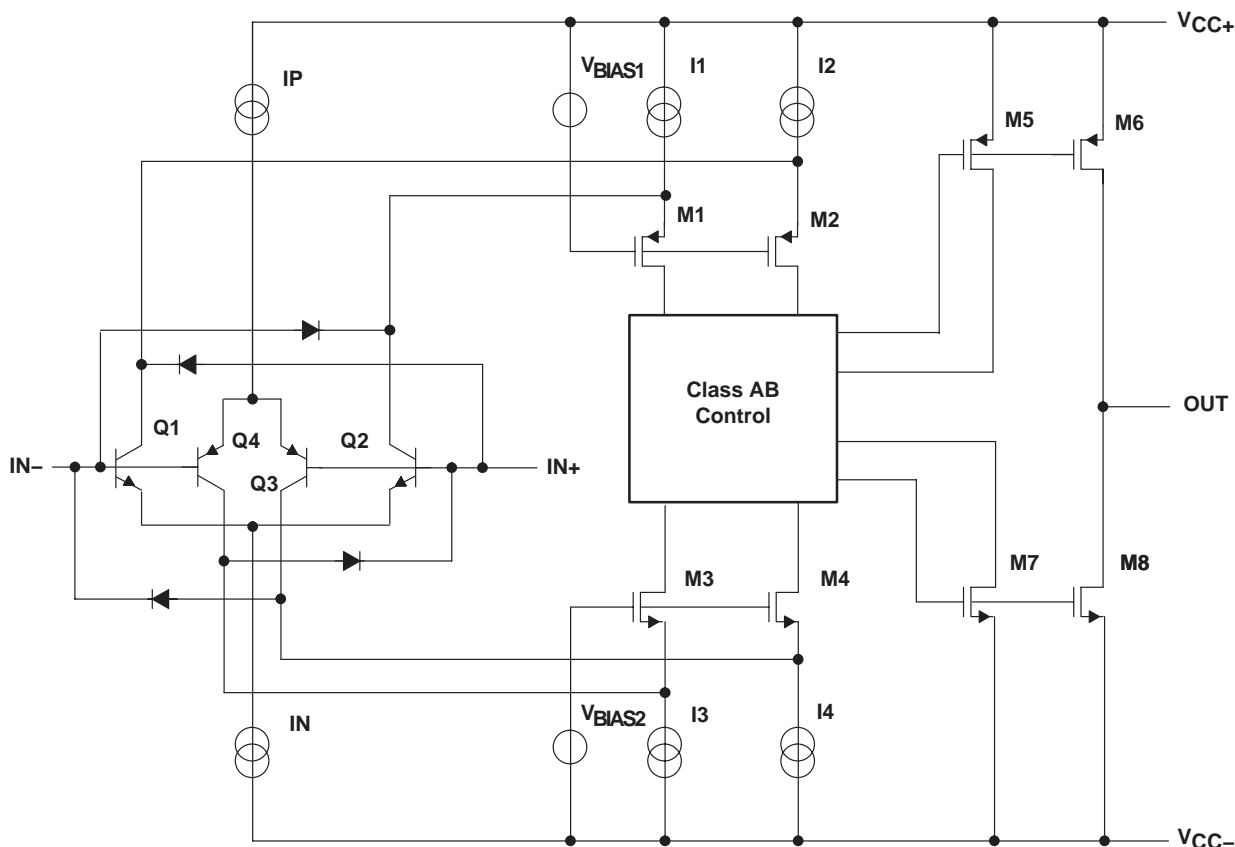 VCC+
IP
VBIAS1
I1
I2
M5
M6
M1
M2
Class AB
Control
OUT
Q1
Q4
Q2
IN−
Q3
IN+
M3
M4
M7
M8
IN
VBIAS2
I3
I4
VCC−